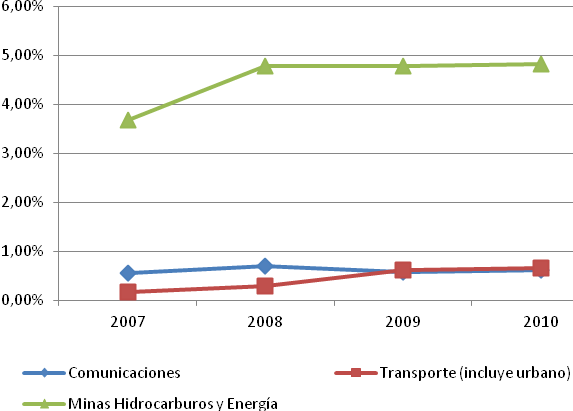 6,00%
5,00%
4,00%
3,00%
2,00%
1,00%
0,00%
2007 2008 2009 2010
Comunicaciones Transporte (incluye urbano)
Minas Hidrocarburos y Energía